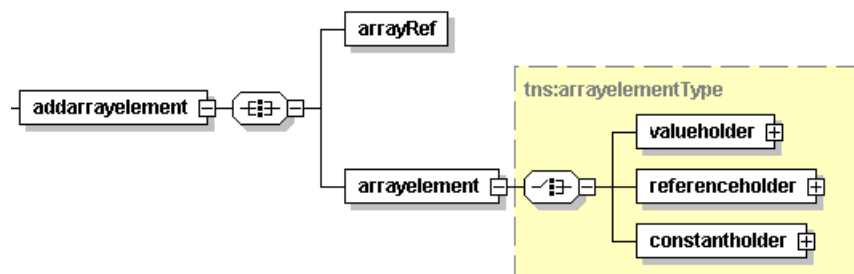 arrayRef
addarrayelement
tns:arrayelementType
valueholder
arrayelement
referenceholder
constantholder